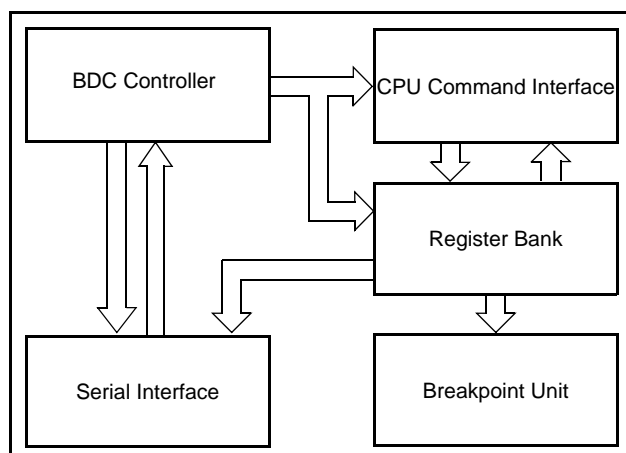 BDC Controller
CPU Command Interface
Register Bank
Serial Interface
Breakpoint Unit